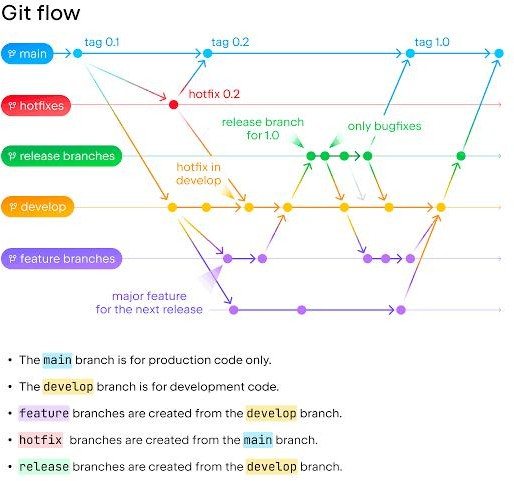 Git flow
tag 0.1
tag 0.2
tag 1.0
main
hotfix 0.2
hotfixes
release branch
for 1.0
only bugfixes
release branches
hotfix in
develop
develop
feature branches
major feature
for the next release
• The main branch is for production code only.
• The develop branch is for development code.
• feature branches are created from the develop branch.
• hotfix branches are created from the main branch.
• release branches are created from the develop branch.